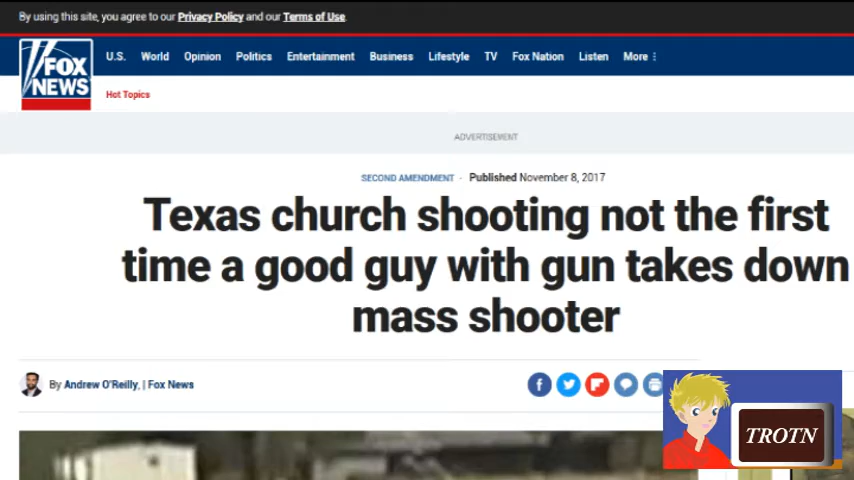 By using this site, you agree to our Privacy Policy and our Terms of Use.
FOX NEWS
U.S. World Opinion Politics Entertainment Business Lifestyle TV Fox Nation Listen More
Hot Topics
ADVERTISEMENT
SECOND AMENDMENT · Published November 8, 2017
Texas church shooting not the first
time a good guy with gun takes down
mass shooter
By Andrew O'Reilly, | Fox News
TROTN